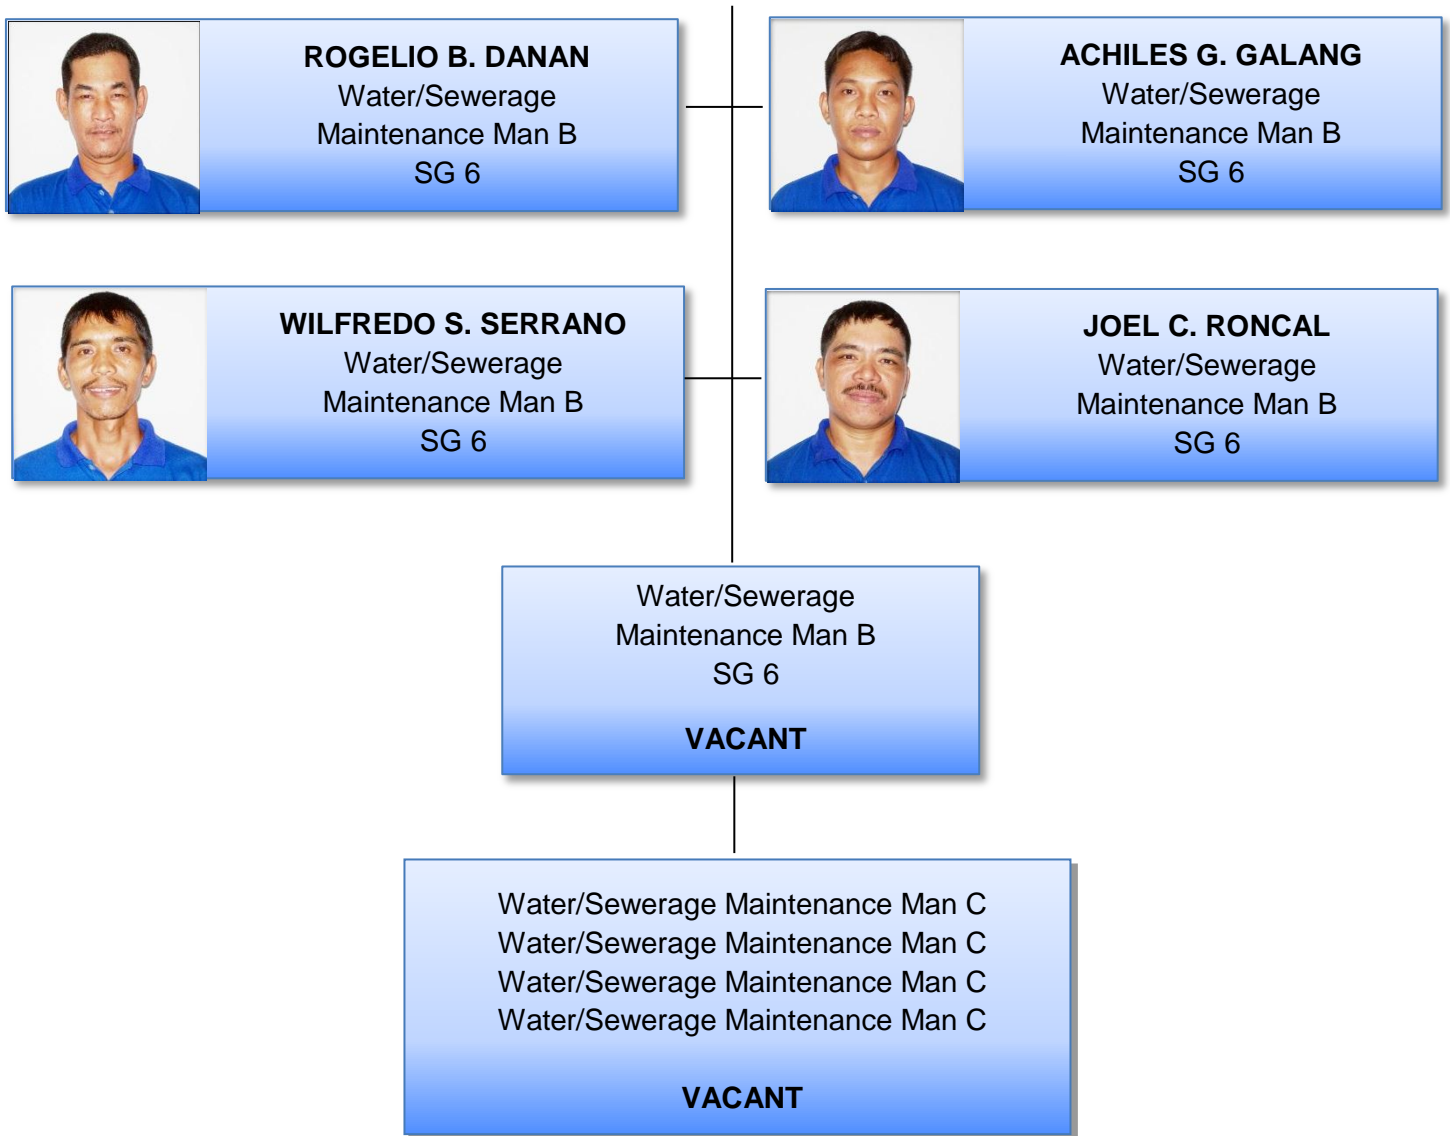 ROGELIO B. DANAN
Water/Sewerage
Maintenance Man B
SG 6
ACHILES G. GALANG
Water/Sewerage
Maintenance Man B
SG 6
WILFREDO S. SERRANO
Water/Sewerage
Maintenance Man B
SG 6
JOEL C. RONCAL
Water/Sewerage
Maintenance Man B
SG 6
Water/Sewerage
Maintenance Man B
SG 6
VACANT
Water/Sewerage Maintenance Man C
Water/Sewerage Maintenance Man C
Water/Sewerage Maintenance Man C
Water/Sewerage Maintenance Man C
VACANT